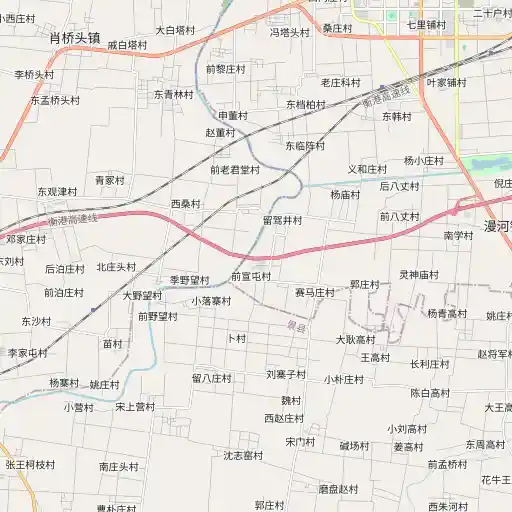 小西庄村
大白塔村
冯塔头村
桑庄村
七里铺村
二十户村
肖桥头镇
戚白塔村
李桥头村
前黎庄村
老庄科村
叶家铺村
东孟桥头村
东青林村
申董村
东档柏村
衡港高速线
东韩村
赵董村
东临阵村
杨小庄村
前老君堂村
义和庄村
青冢村
东观津村
杨庙村
后八丈村
倪庄
西桑村
衡港高速线
留驾井村
前八丈村
漫河
邓家庄村
南学村
东刘村
后泊庄村
北庄头村
季野望村
前宣屯村
灵神庙村
前泊庄村
大野望村
小落寨村
赛马庄村
郭庄村
东沙村
前野望村
景县
杨青高村
姚庄村
苗村
卜村
大耿高村
李家屯村
王高村
赵将军村
长利庄村
杨寨村
姚庄村
留八庄村
刘寨子村
小朴庄村
陈白高村
小营村
宋上营村
魏村
大王高
西赵庄村
小刘高村
宋门村
碱场村
姜高村
东周高村
张王柯枝村
南庄头村
沈志窑村
前孟桥村
花牛王
磨盘赵村
曹朴庄村
郭庄村
西朱河村